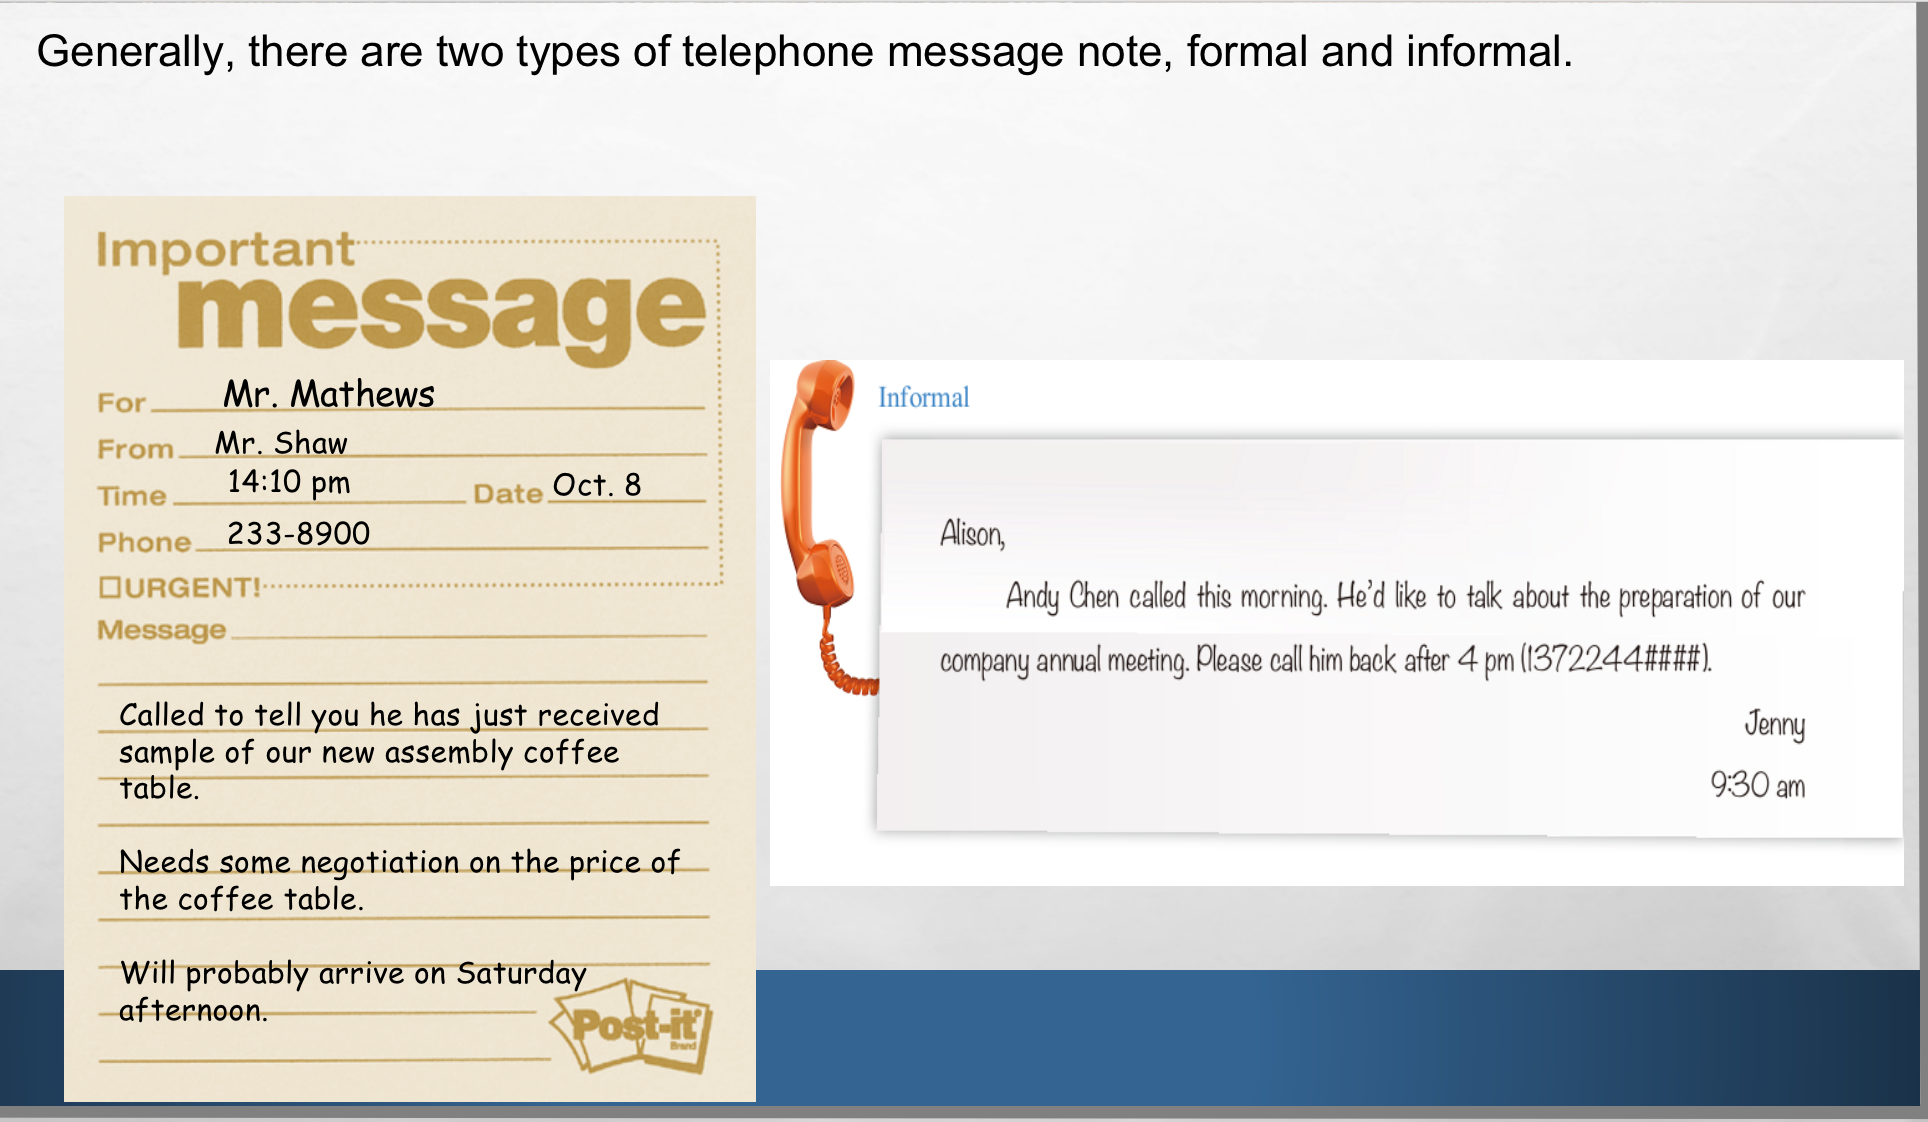 Generally, there are two types of telephone message note, formal and informal.
Important
message
For Mr. Mathews
From Mr. Shaw
Time 14:10 pm Date Oct. 8
Phone 233-8900
☐URGENT!
Message
Called to tell you he has just received
sample of our new assembly coffee
table.
Needs some negotiation on the price of
the coffee table.
Will probably arrive on Saturday
afternoon.
Post-it
Brand
Informal
Alison,
Andy Chen called this morning. He'd like to talk about the preparation of our
company annual meeting. Please call him back after 4 pm (1372244####).
Jenny
9:30 am